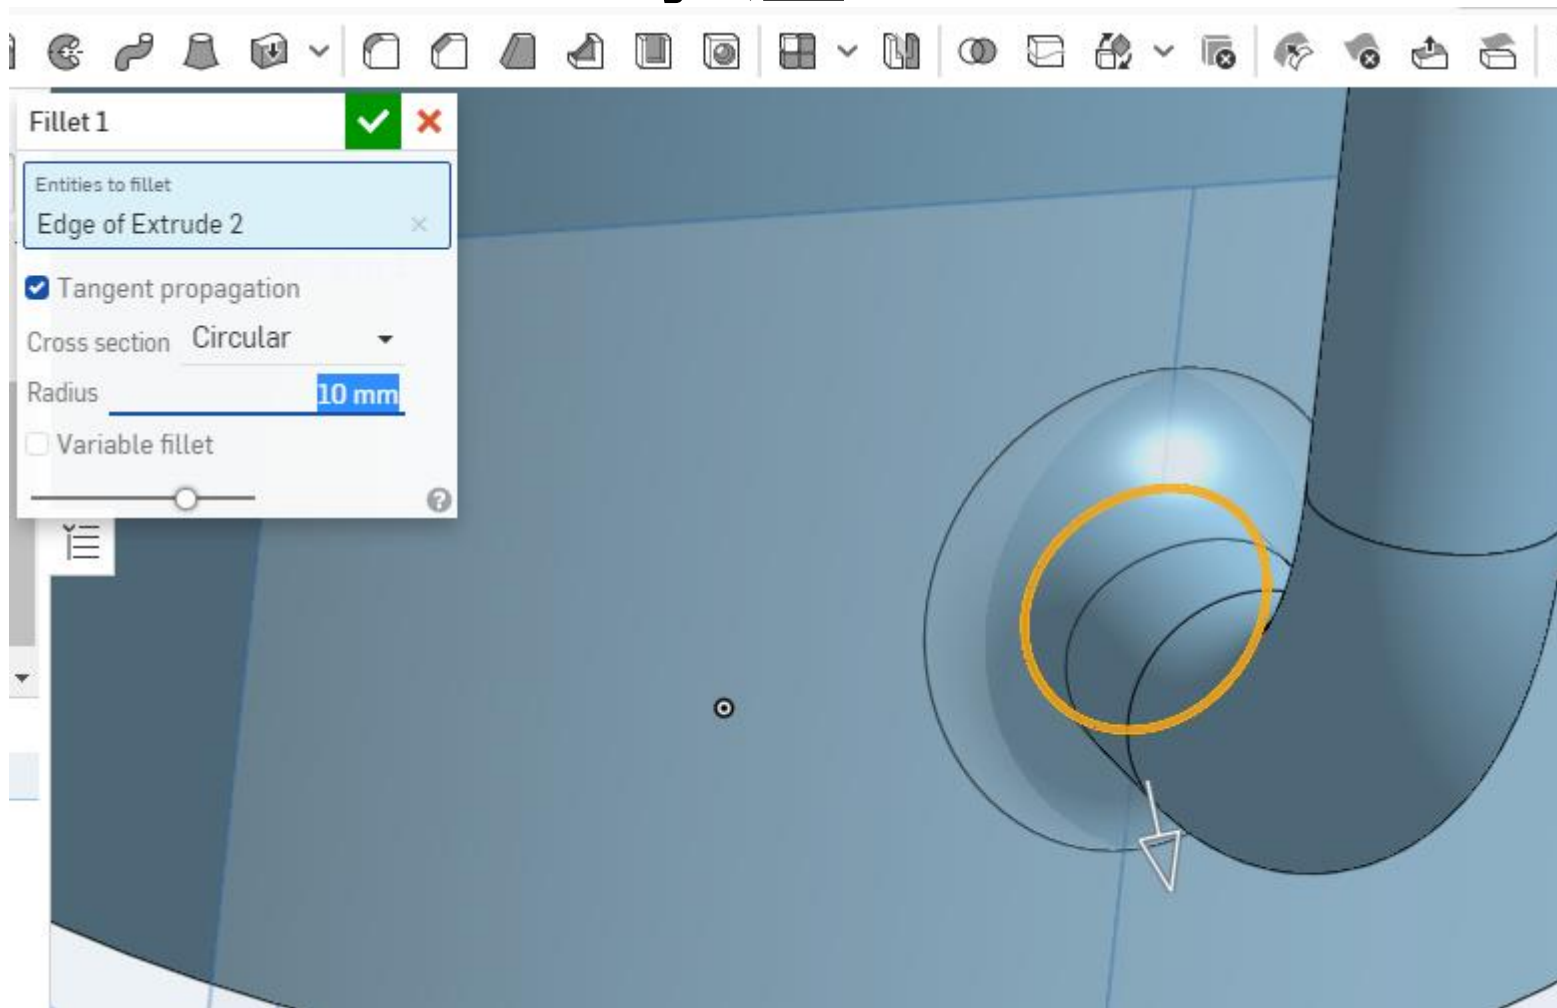 Fillet 1
Entities to fillet
Edge of Extrude 2
Tangent propagation
Cross section Circular
Radius 10 mm
Variable fillet